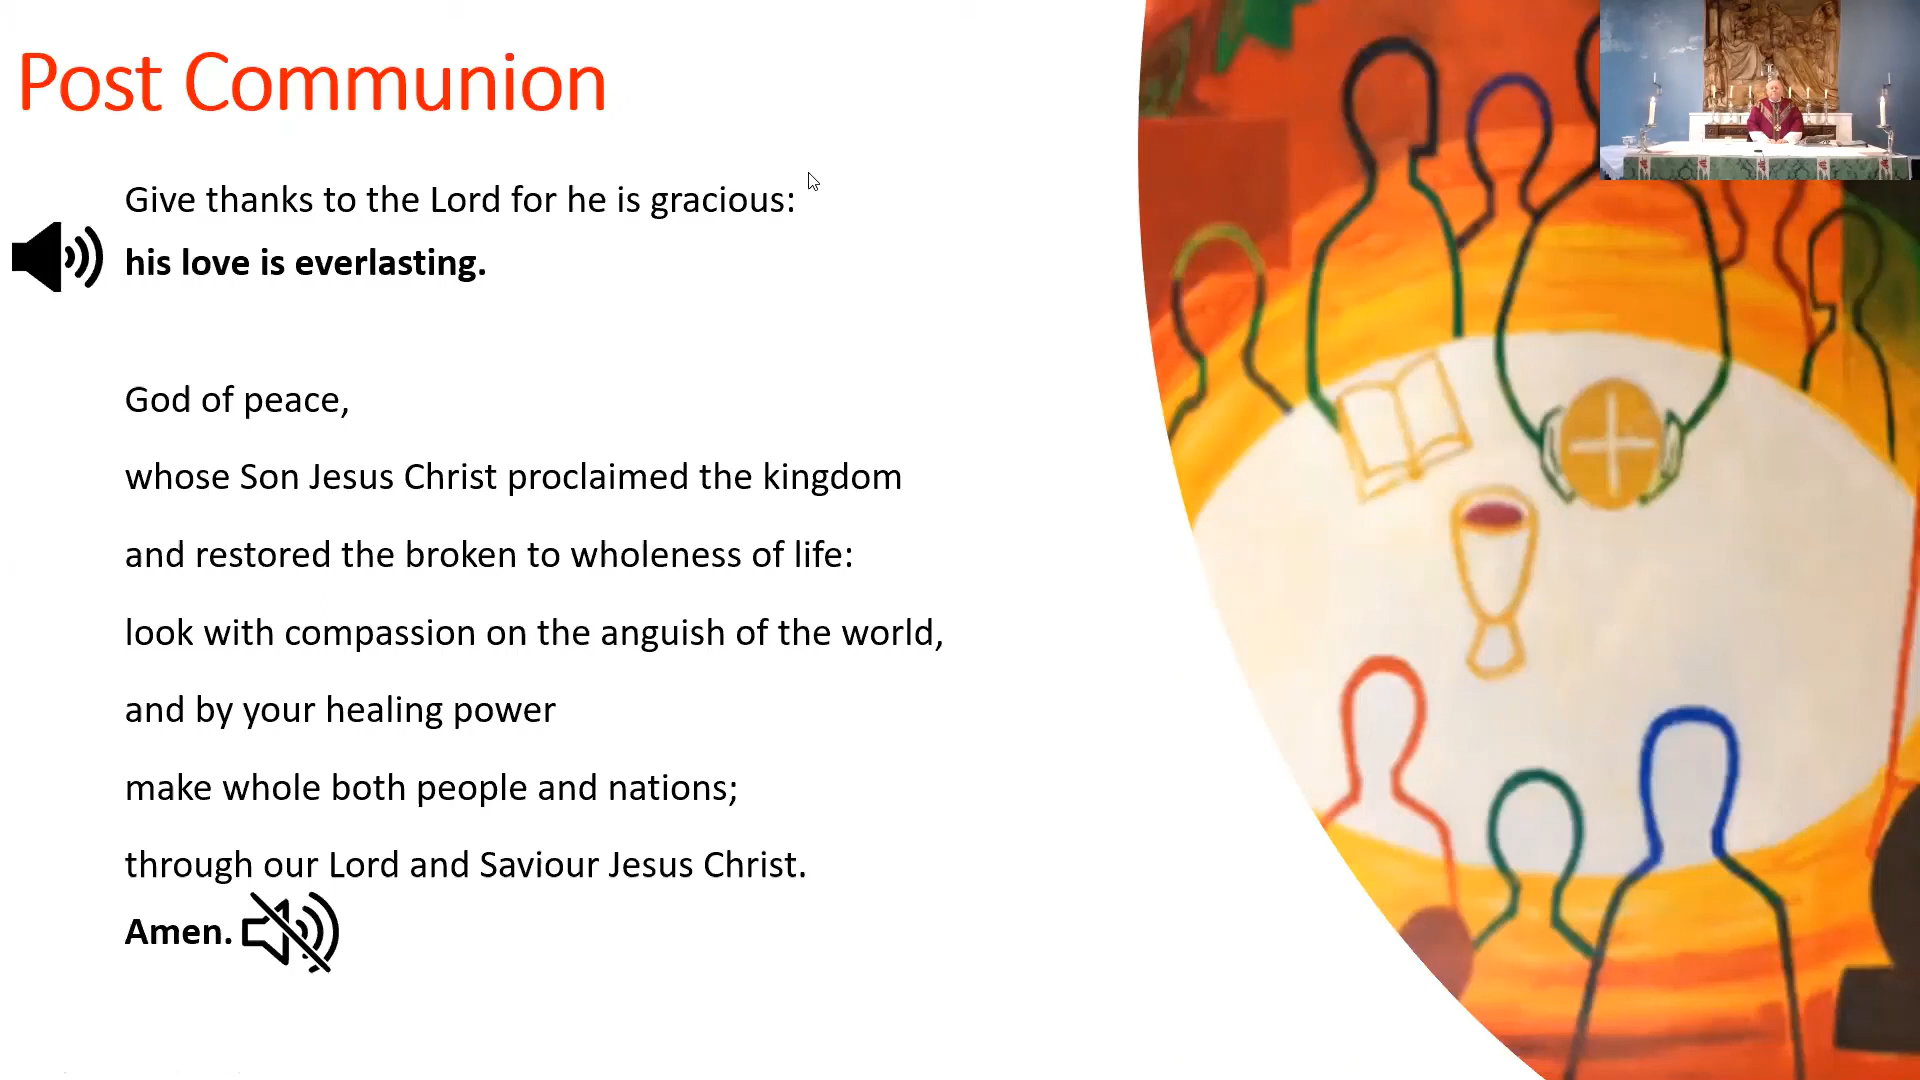 Post Communion
Give thanks to the Lord for he is gracious:
his love is everlasting.
God of peace,
whose Son Jesus Christ proclaimed the kingdom
and restored the broken to wholeness of life:
look with compassion on the anguish of the world,
and by your healing power
make whole both people and nations;
through our Lord and Saviour Jesus Christ.
Amen.